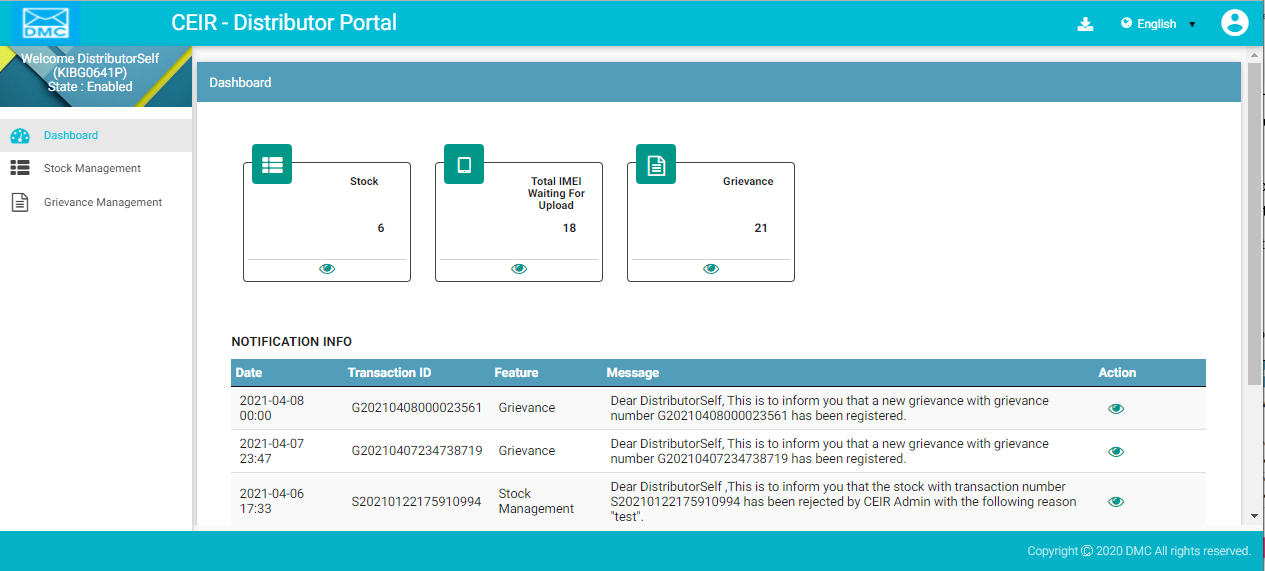 DMC
CEIR - Distributor Portal
English
Welcome DistributorSelf
(KIBG0641P)
State : Enabled
Dashboard
Stock Management
Grievance Management
Dashboard
Stock
6
Total IMEI
Waiting For
Upload
18
Grievance
21
NOTIFICATION INFO
Date Transaction ID Feature Message Action
2021-04-08
00:00
G20210408000023561
Grievance
Dear DistributorSelf, This is to inform you that a new grievance with grievance
number G20210408000023561 has been registered.
2021-04-07
23:47
G20210407234738719
Grievance
Dear DistributorSelf, This is to inform you that a new grievance with grievance
number G20210407234738719 has been registered.
2021-04-06
17:33
S20210122175910994
Stock
Management
Dear DistributorSelf ,This is to inform you that the stock with transaction number
S20210122175910994 has been rejected by CEIR Admin with the following reason
"test".
Copyright © 2020 DMC All rights reserved.